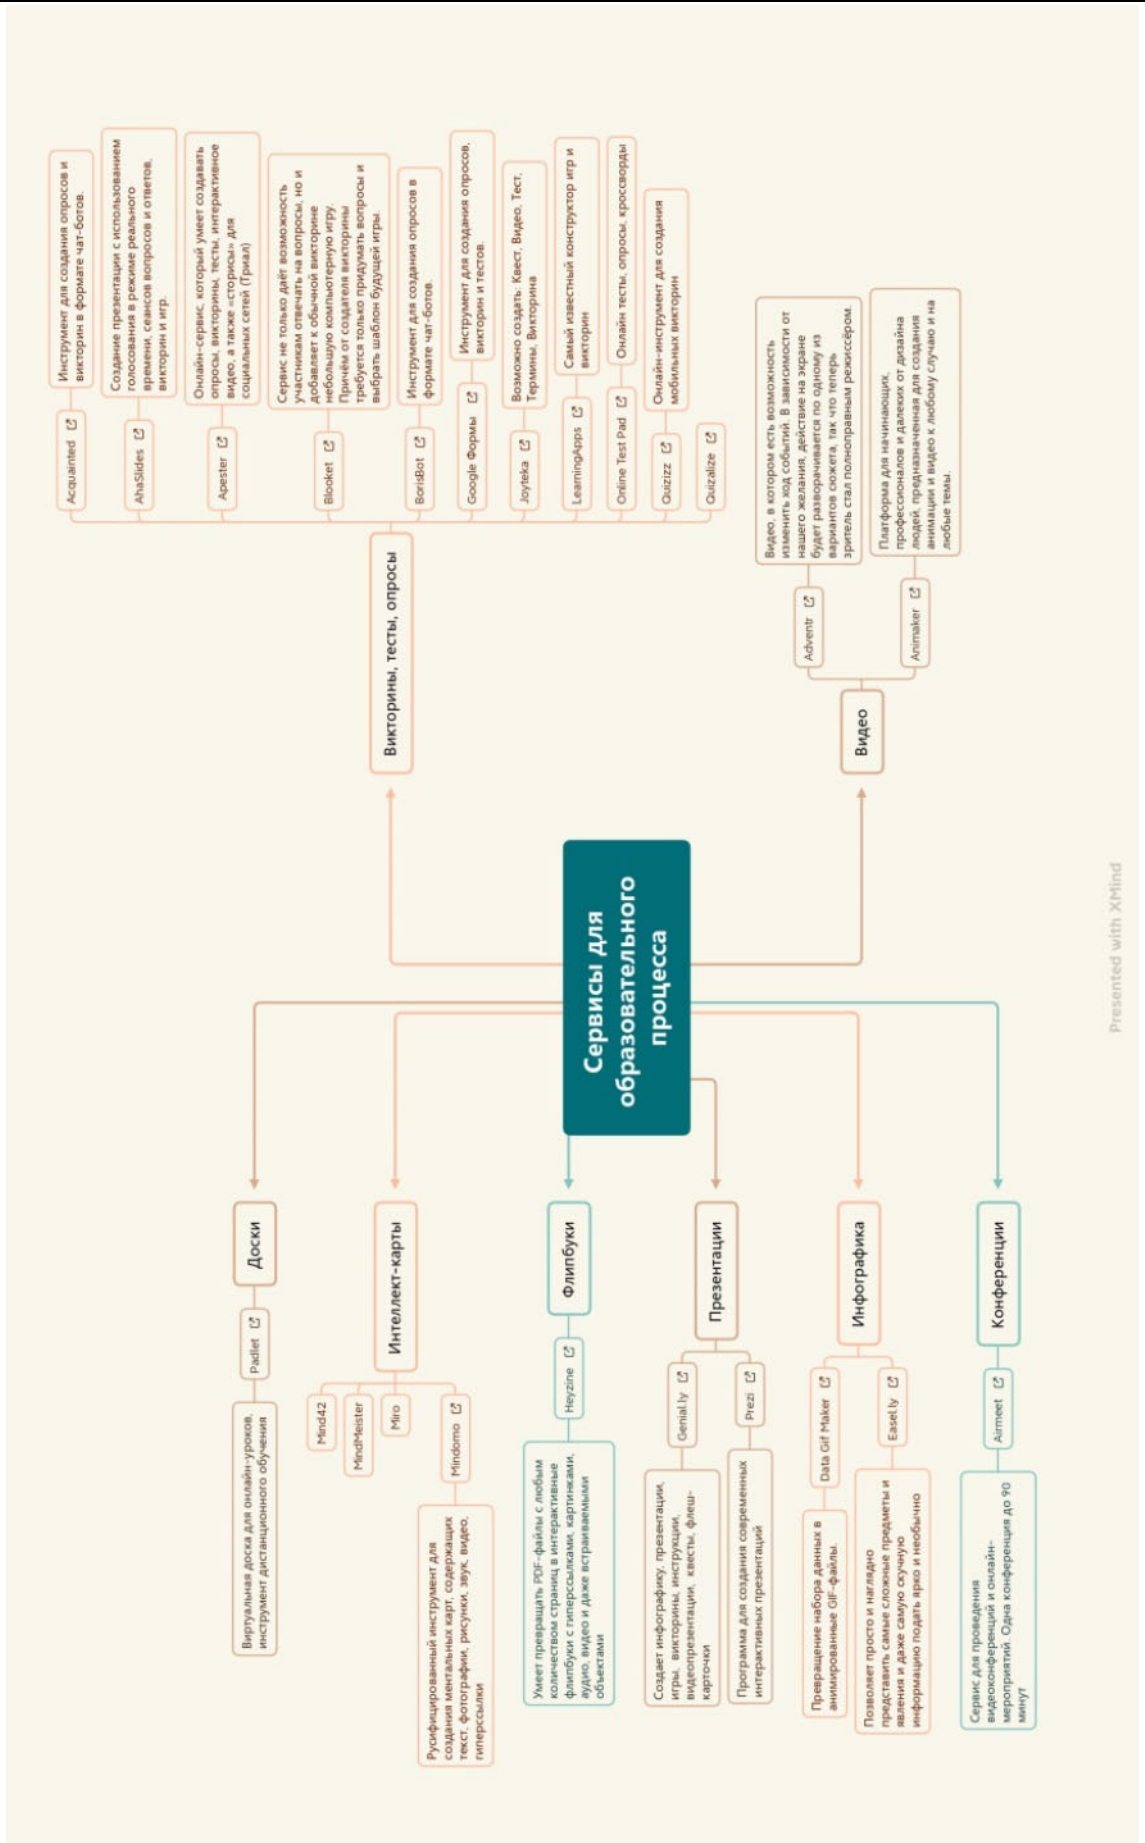 Сервисы для
образовательного
процесса
Доски
Padlet
Виртуальная доска для онлайн-уроков,
инструмент дистанционного обучения
Интеллект-карты
Mind42
MindMeister
Miro
Mindomo
Русифицированный инструмент для
создания ментальных карт, содержащих
текст, фотографии, рисунки, звук, видео,
гиперссылки
Флипбуки
Heyzine
Умеет превращать PDF-файлы с любым
количеством страниц в интерактивные
флипбуки с гиперссылками, картинками,
аудио, видео и даже встраиваемыми
объектами
Презентации
Genial.ly
Создает инфографику, презентации,
игры, викторины, инструкции,
видеопрезентации, квесты, флеш-
карточки
Prezi
Программа для создания современных
интерактивных презентаций
Инфографика
Data Gif Maker
Превращение набора данных в
анимированные GIF-файлы.
Easel.ly
Позволяет просто и наглядно
представить самые сложные предметы и
явления и даже самую скучную
информацию подать ярко и необычно
Конференции
Airmeet
Сервис для проведения
видеоконференций и онлайн-
мероприятий. Одна конференция до 90
минут
Викторины, тесты, опросы
Acquainted
Инструмент для создания опросов и
викторин в формате чат-ботов.
AhaSlides
Создание презентации с использованием
голосования в режиме реального
времени, сеансов вопросов и ответов,
викторин и игр.
Apester
Онлайн-сервис, который умеет создавать
опросы, викторины, тесты, интерактивное
видео, а также «сторисы» для
социальных сетей (Триал)
Blooket
Сервис не только даёт возможность
участникам отвечать на вопросы, но и
добавляет к обычной викторине
небольшую компьютерную игру.
Причём от создателя викторины
требуется только придумать вопросы и
выбрать шаблон будущей игры.
BorisBot
Инструмент для создания опросов в
формате чат-ботов.
Google Формы
Инструмент для создания опросов,
викторин и тестов.
Joyteka
Возможно создать: Квест, Видео, Тест,
Термины, Викторина
LearningApps
Самый известный конструктор игр и
викторин
Online Test Pad
Онлайн тесты, опросы, кроссворды
Quizizz
Онлайн-инструмент для создания
мобильных викторин
Quizalize
Видео
Adventr
Видео, в котором есть возможность
изменить ход событий. В зависимости от
нашего желания, действие на экране
будет разворачивается по одному из
вариантов сюжета, так что теперь
зритель стал полноправным режиссёром.
Animaker
Платформа для начинающих,
профессионалов и далеких от дизайна
людей, предназначенная для создания
анимации и видео к любому случаю и на
любые темы.
Presented with XMind